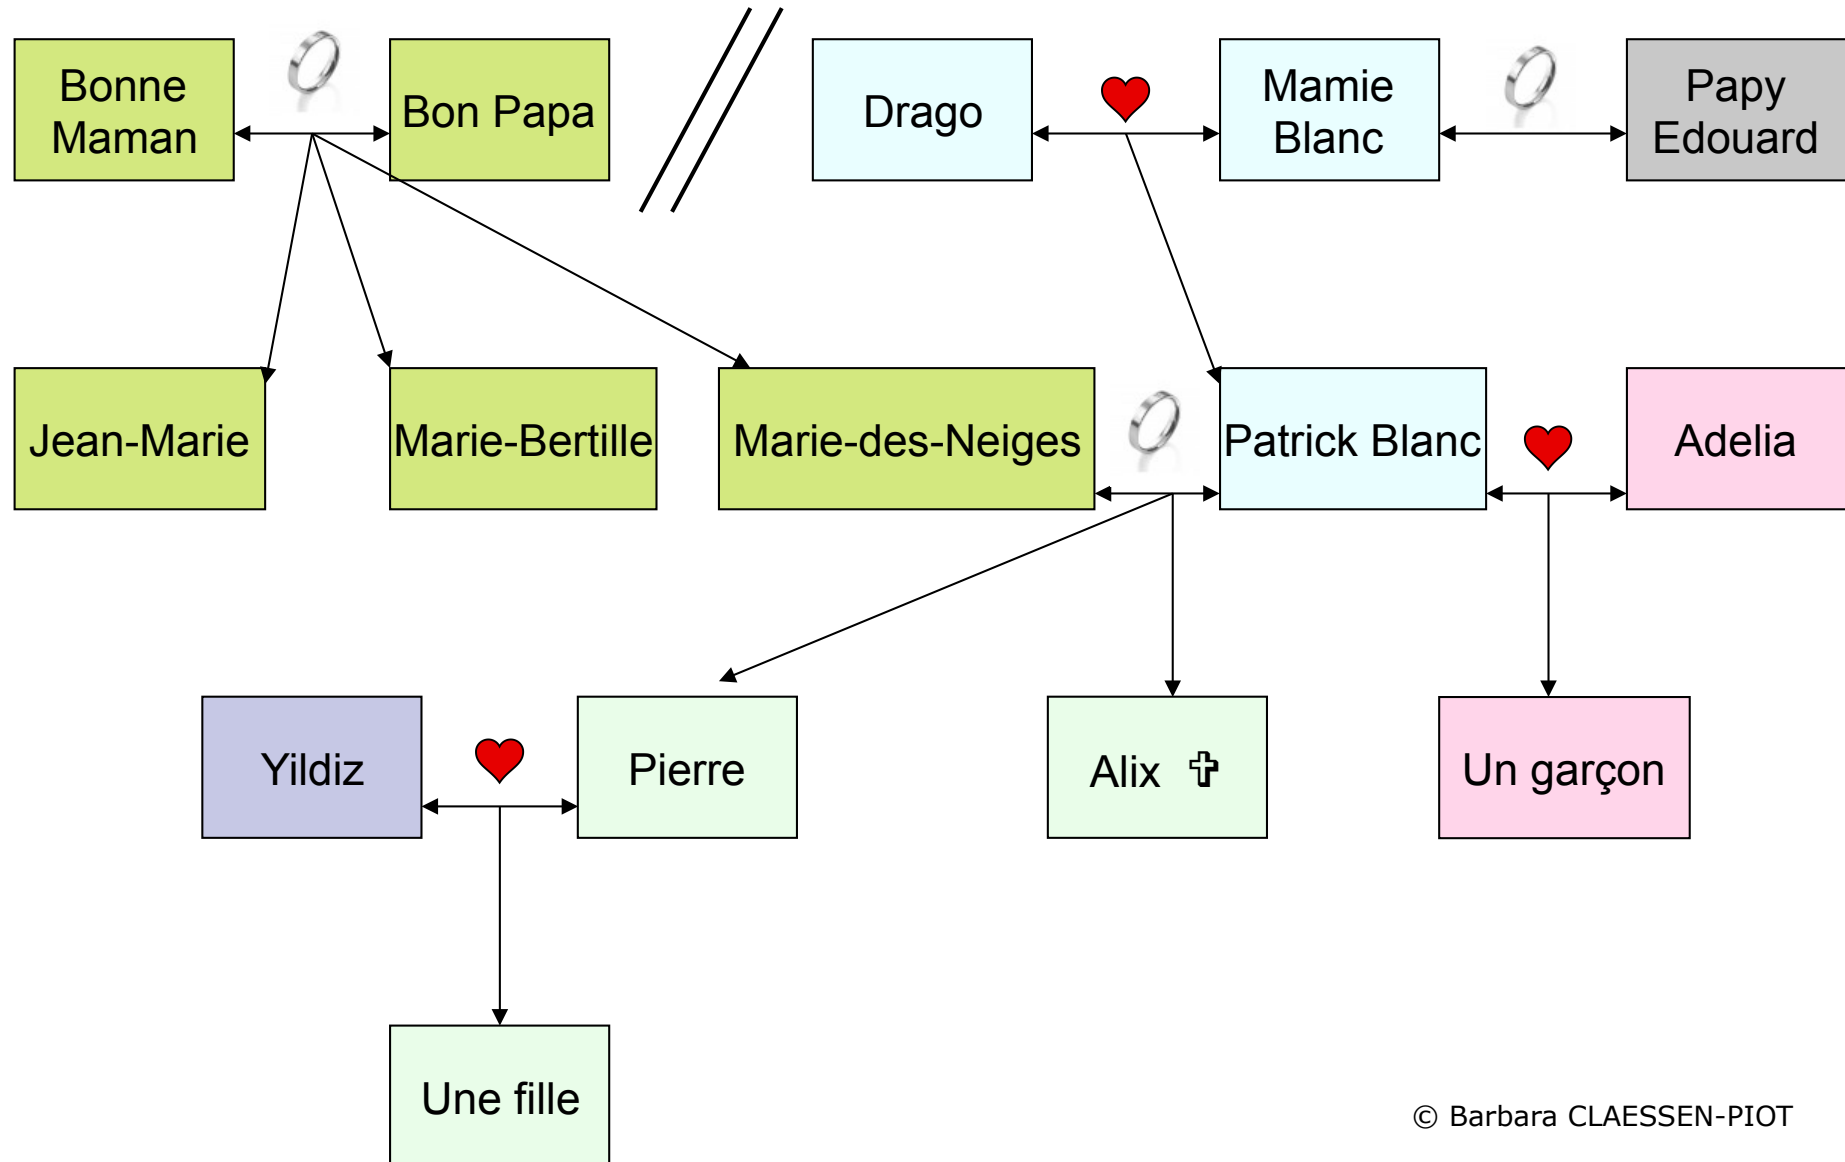 Bonne
Maman
Bon Papa
Drago
Mamie
Blanc
Papy
Edouard
Jean-Marie
Marie-Bertille
Marie-des-Neiges
Patrick Blanc
Adelia
Yildiz
Pierre
Alix ✞
Un garçon
Une fille
© Barbara CLAESSEN-PIOT